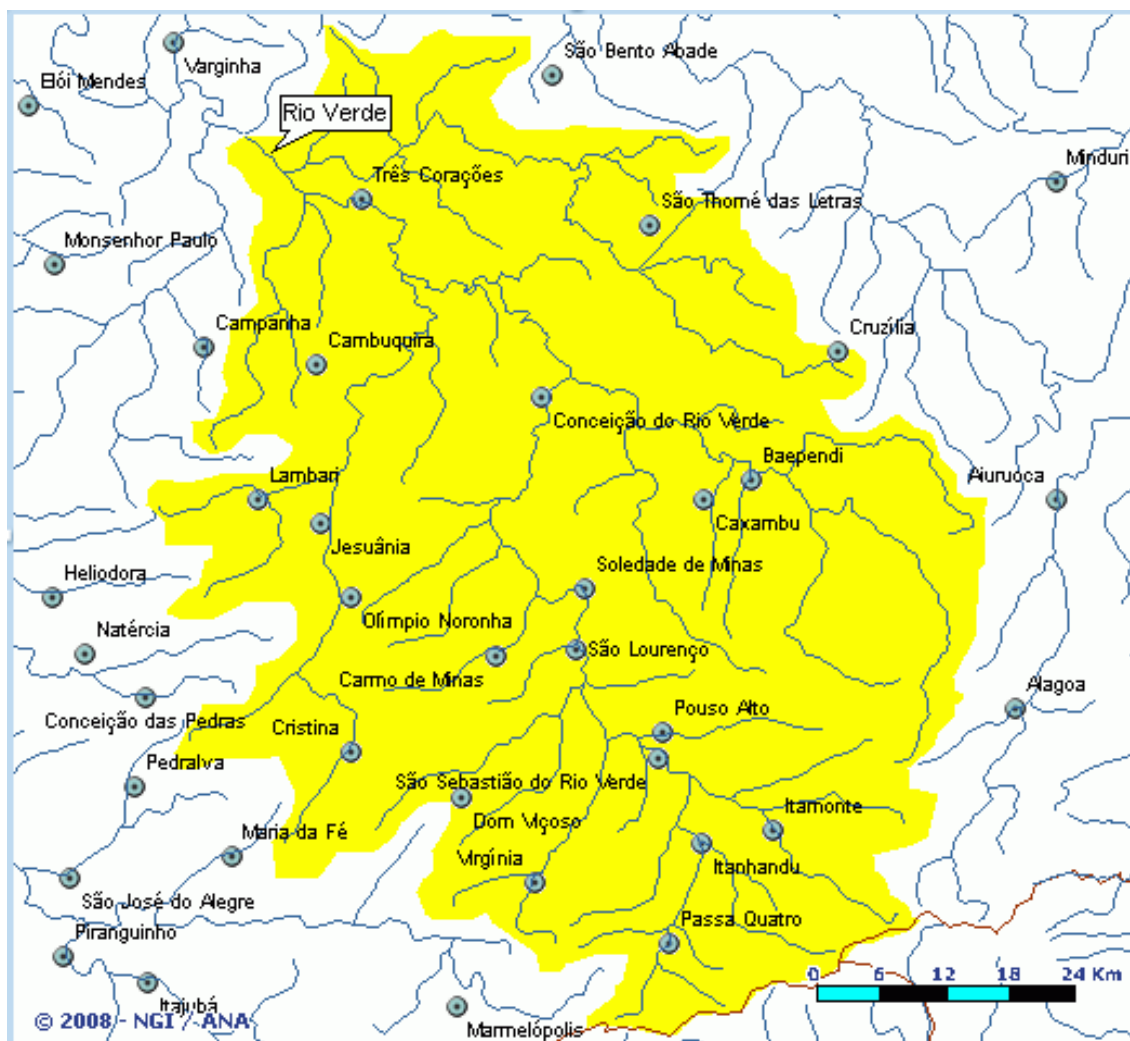 São Bento Abade
Varginha
Elói Mendes
Rio Verde
Minduri
Três Corações
São Thomé das Letras
Monsenhor Paulo
Campanha
Cambuquira
Cruzília
Conceição do Rio Verde
Baependi
Lambari
Aiuruoca
Caxambu
Jesuânia
Soledade de Minas
Heliodora
Olímpio Noronha
Natércia
São Lourenço
Carmo de Minas
Alagoa
Pouso Alto
Conceição das Pedras
Cristina
Pedralva
São Sebastião do Rio Verde
Itamonte
Dom Viçoso
Maria da Fé
Virgínia
Itanhandu
São José do Alegre
Passa Quatro
Piranguinho
0 6 12 18 24 Km
Itajubá
© 2008 - NGI / ANA
Marmelópolis